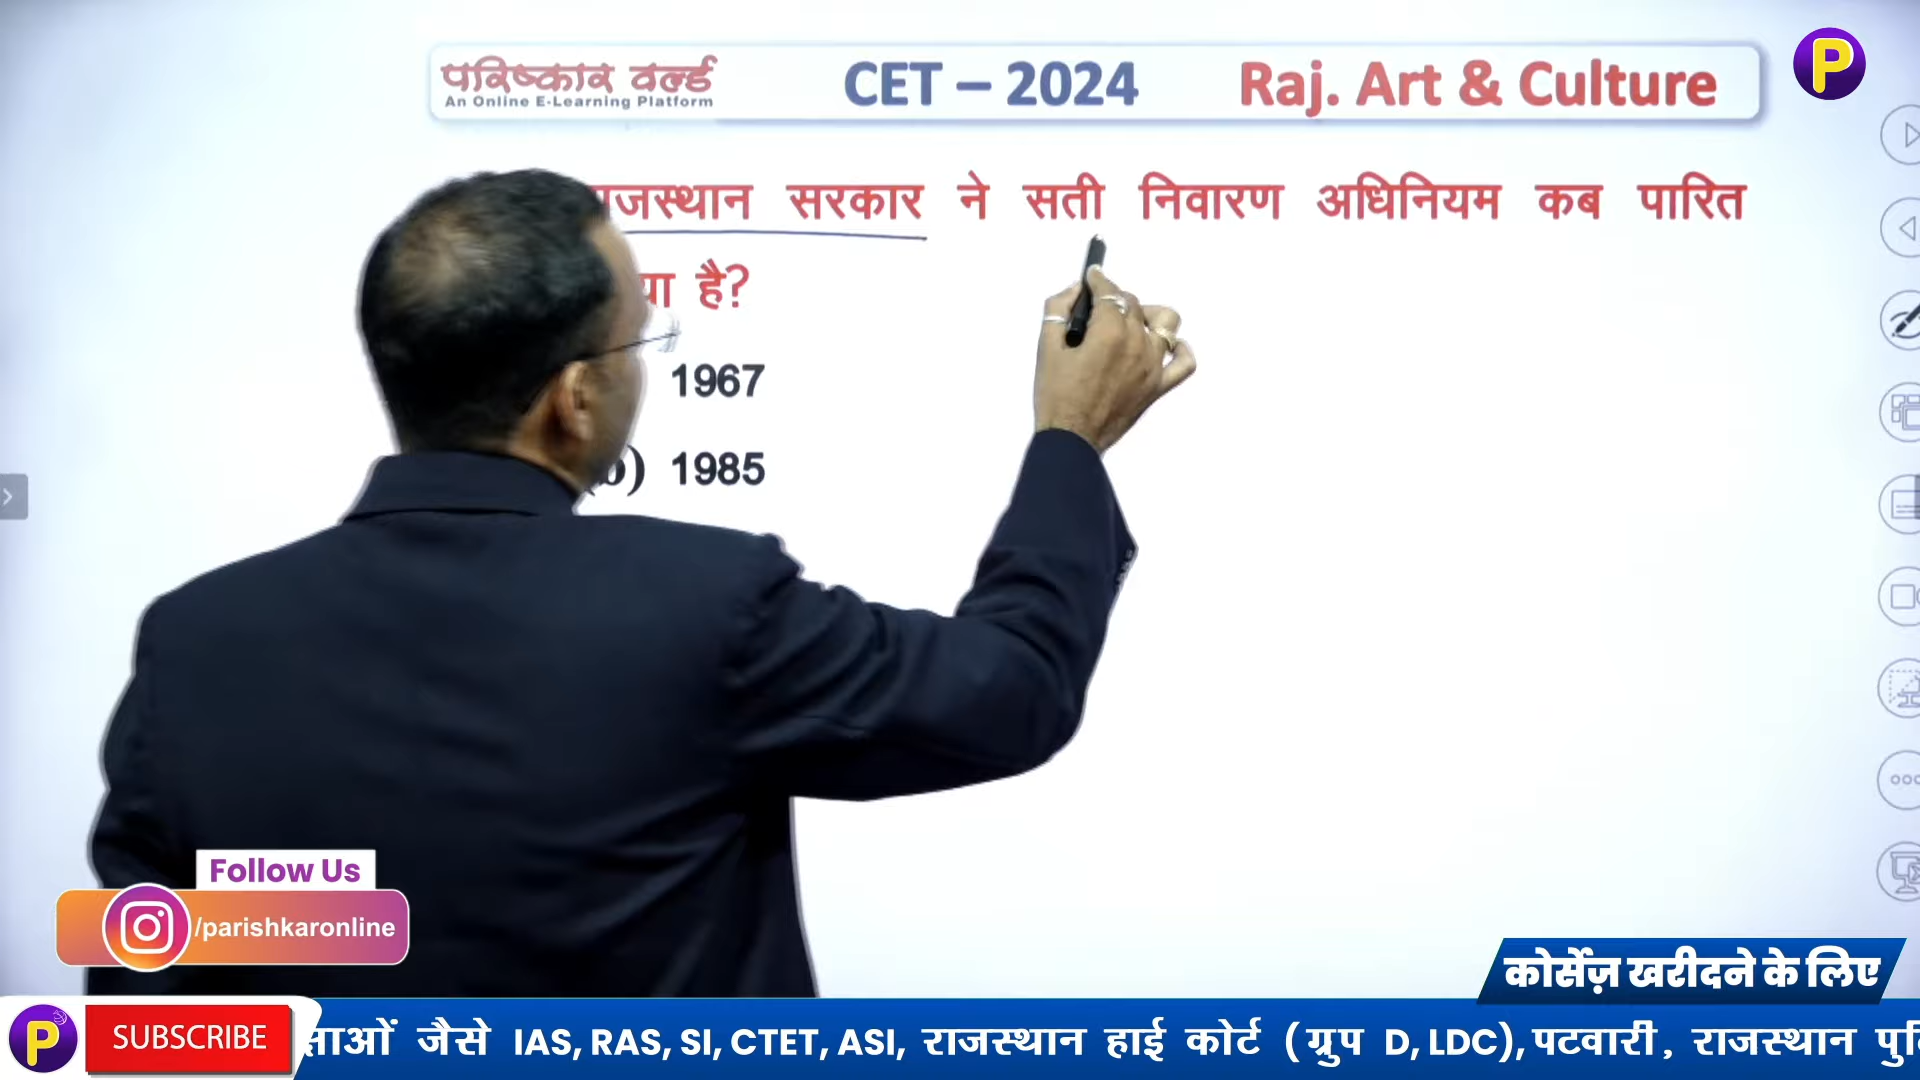 परिष्कार वर्ल्ड
An Online E-Learning Platform
CET – 2024
Raj. Art & Culture
P
सरकार ने सती निवारण अधिनियम कब पारित
है?
1967
1985
Follow Us
/parishkaronline
कोर्सेज़ खरीदने के लिए
P
SUBSCRIBE
जैसे IAS, RAS, SI, CTET, ASI, राजस्थान हाई कोर्ट (ग्रुप D, LDC), पटवारी, राजस्थान